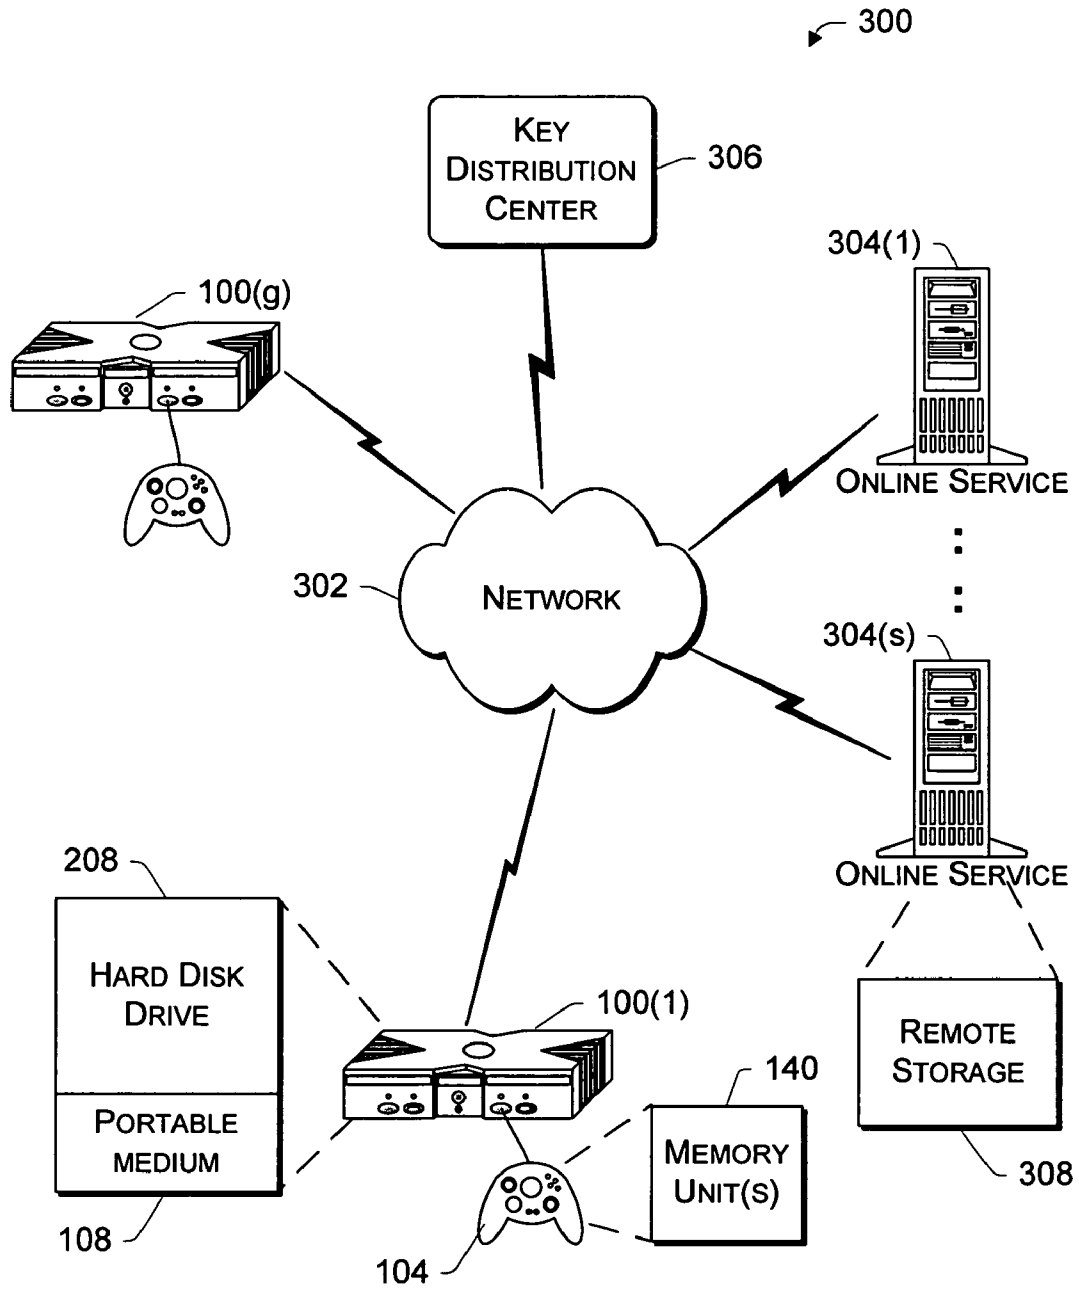 300
KEY
DISTRIBUTION
CENTER
306
304(1)
100(g)
ONLINE SERVICE
302
NETWORK
304(s)
ONLINE SERVICE
208
HARD DISK
DRIVE
100(1)
REMOTE
STORAGE
140
PORTABLE
MEDIUM
MEMORY
UNIT(S)
308
108
104